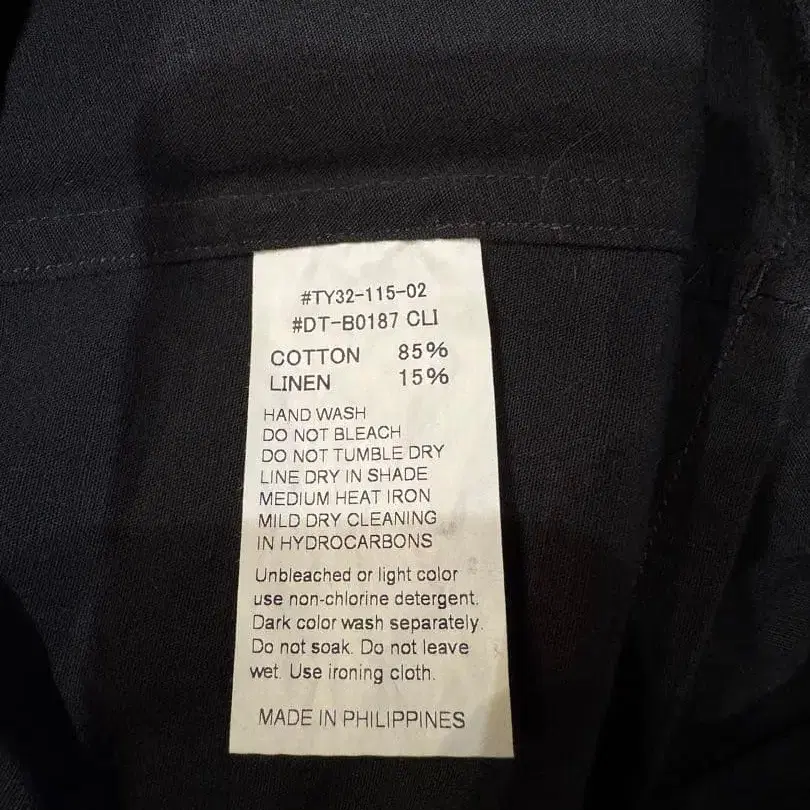 #TY32-115-02
#DT-B0187 CLI
COTTON 85%
LINEN 15%
HAND WASH
DO NOT BLEACH
DO NOT TUMBLE DRY
LINE DRY IN SHADE
MEDIUM HEAT IRON
MILD DRY CLEANING
IN HYDROCARBONS
Unbleached or light color
use non-chlorine detergent.
Dark color wash separately.
Do not soak. Do not leave
wet. Use ironing cloth.
MADE IN PHILIPPINES